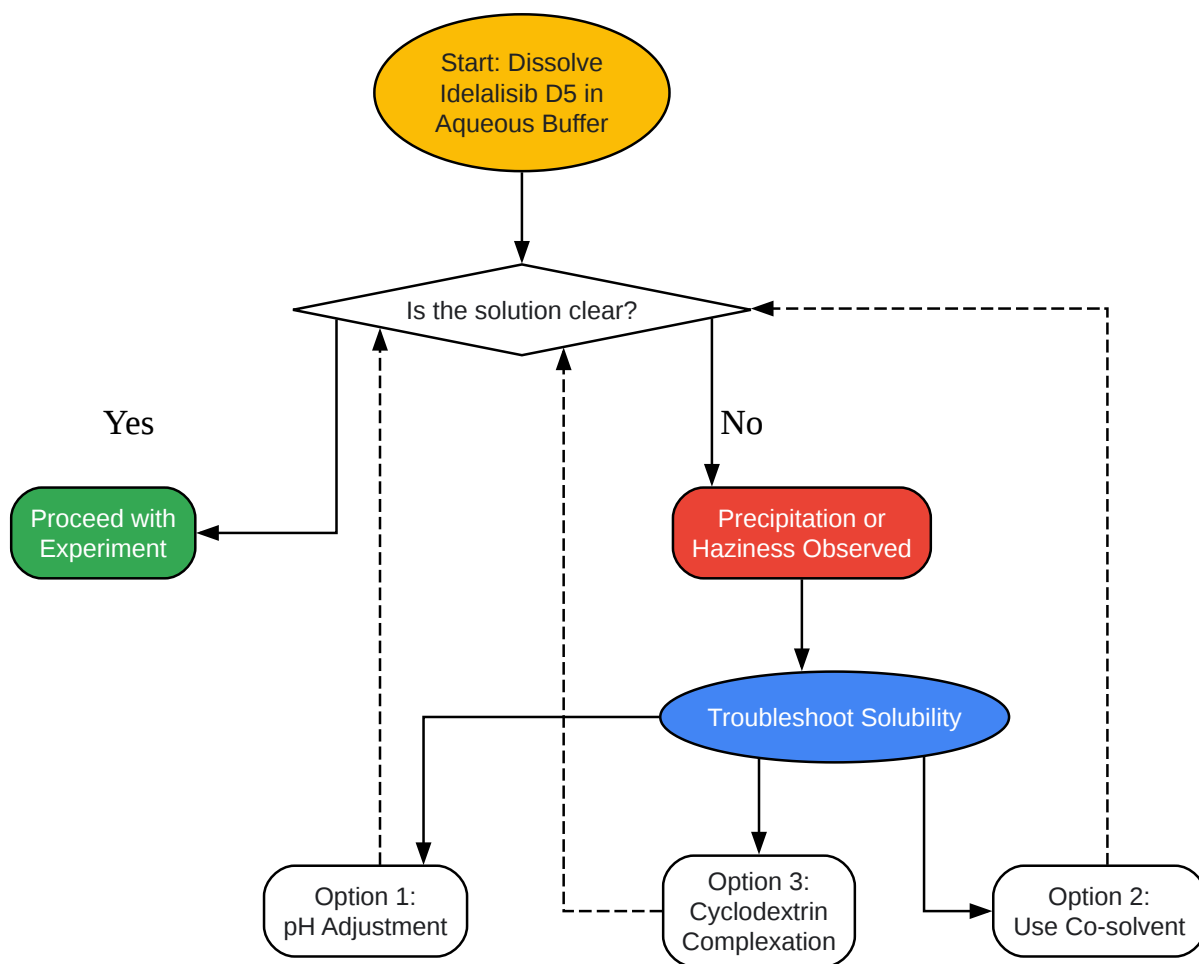 Start: Dissolve
Idelalisib D5 in
Aqueous Buffer
Is the solution clear?
Yes
No
Proceed with
Experiment
Precipitation or
Haziness Observed
Troubleshoot Solubility
Option 1:
pH Adjustment
Option 3:
Cyclodextrin
Complexation
Option 2:
Use Co-solvent